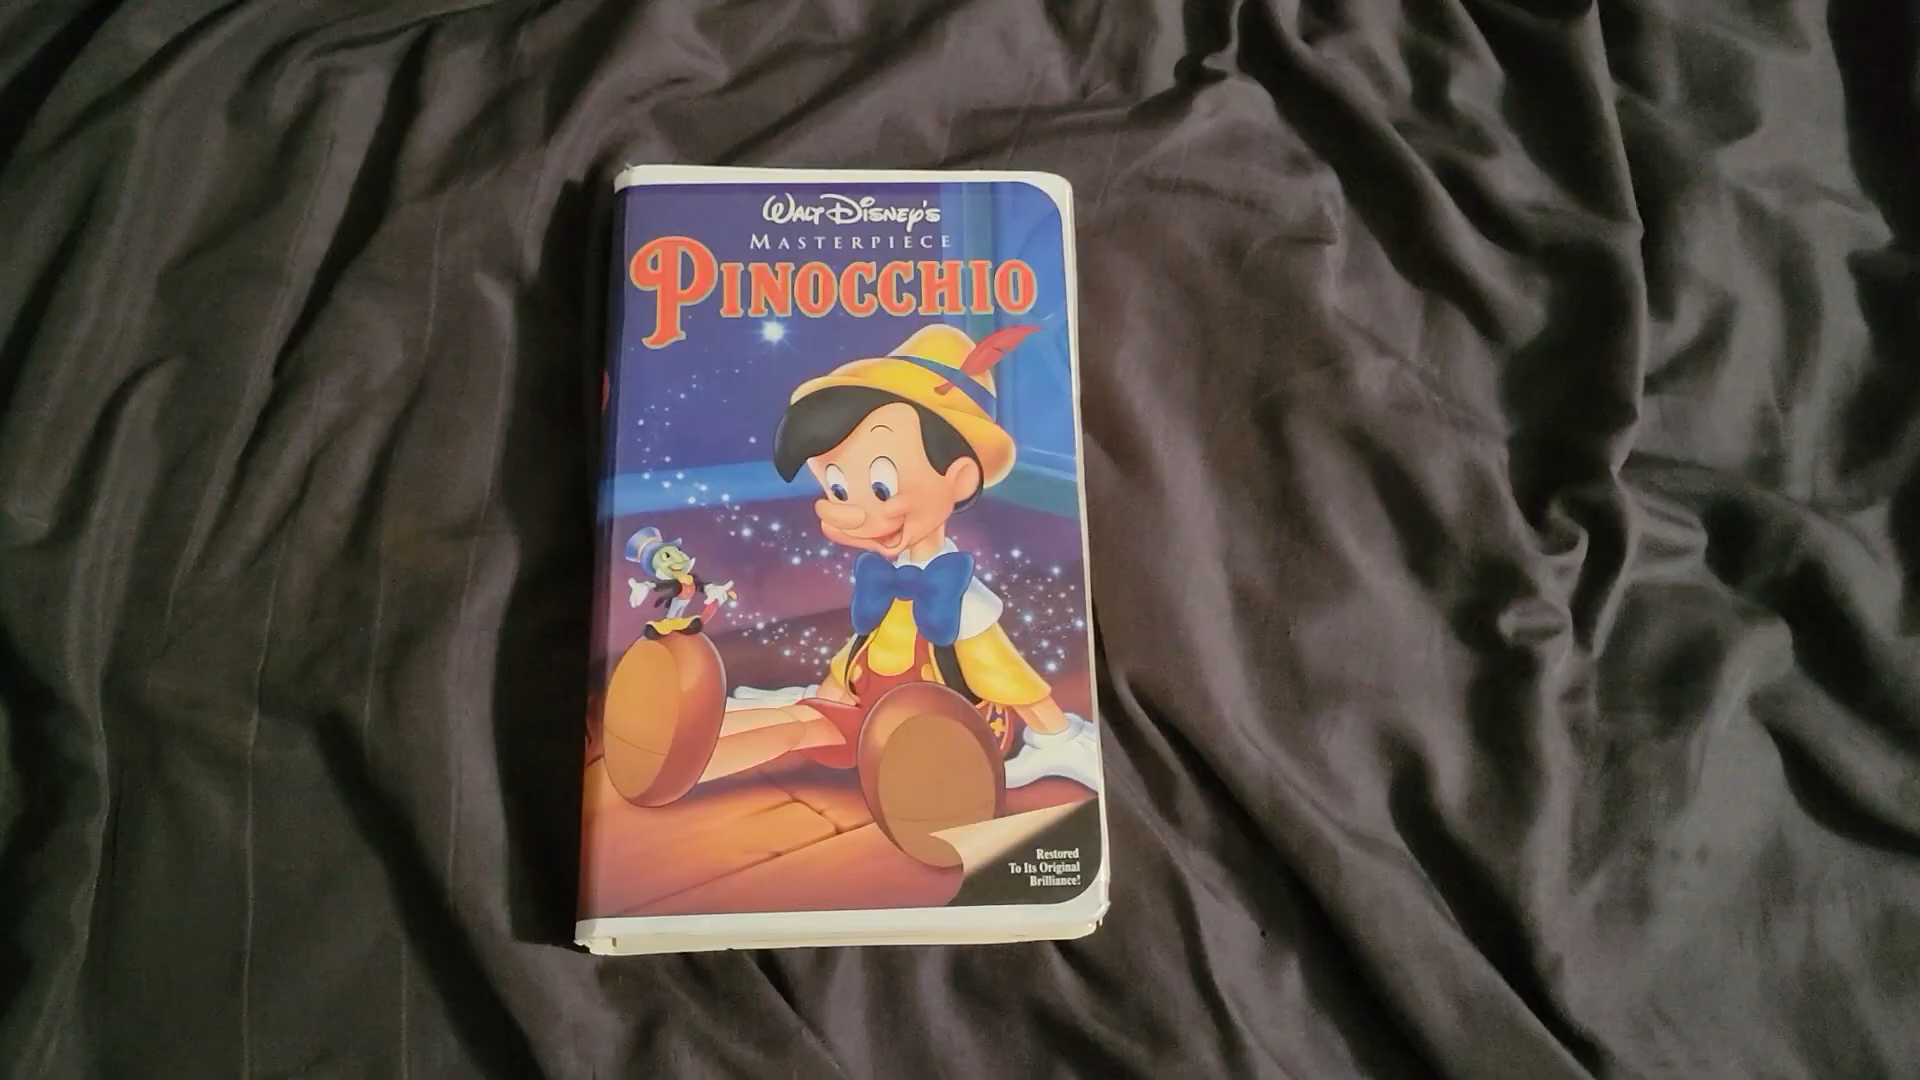 Walt Disney's
MASTERPIECE
PINOCCHIO
Restored
To Its Original
Brilliance!